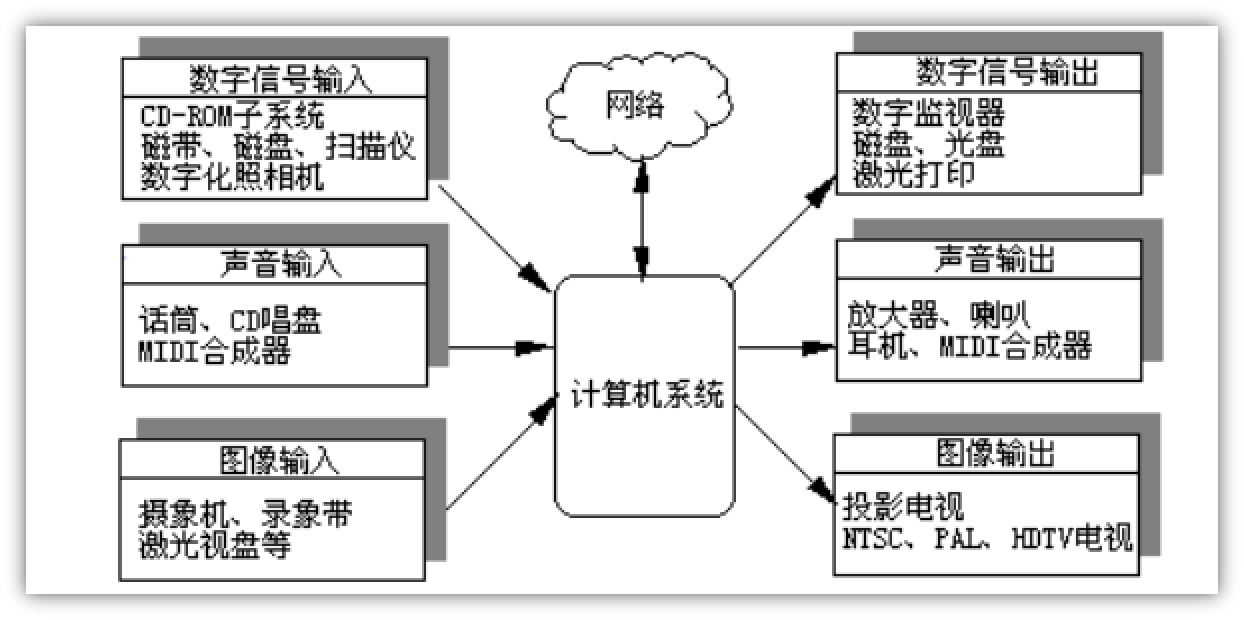 数字信号输入
CD-ROM子系统
磁带、磁盘、扫描仪
数字化照相机
声音输入
话筒、CD唱盘
MIDI合成器
图像输入
摄象机、录象带
激光视盘等
网络
计算机系统
数字信号输出
数字监视器
磁盘、光盘
激光打印
声音输出
放大器、喇叭
耳机、MIDI合成器
图像输出
投影电视
NTSC、PAL、HDTV电视